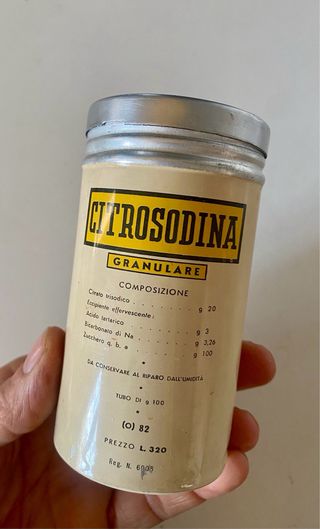 CITROSODINA
GRANULARE
COMPOSIZIONE
Citrato trisodico . . . . . . . . g 20
Eccipiente effervescente:
Acido tartarico . . . . . . . . g 3
Bicarbonato di Na . . . . . . . g 3,26
Zucchero q. b. a . . . . . . . g 100
*
DA CONSERVARE AL RIPARO DALL'UMIDITÀ
*
TUBO DI g 100
*
(O) 82
PREZZO L. 320
Reg. N.